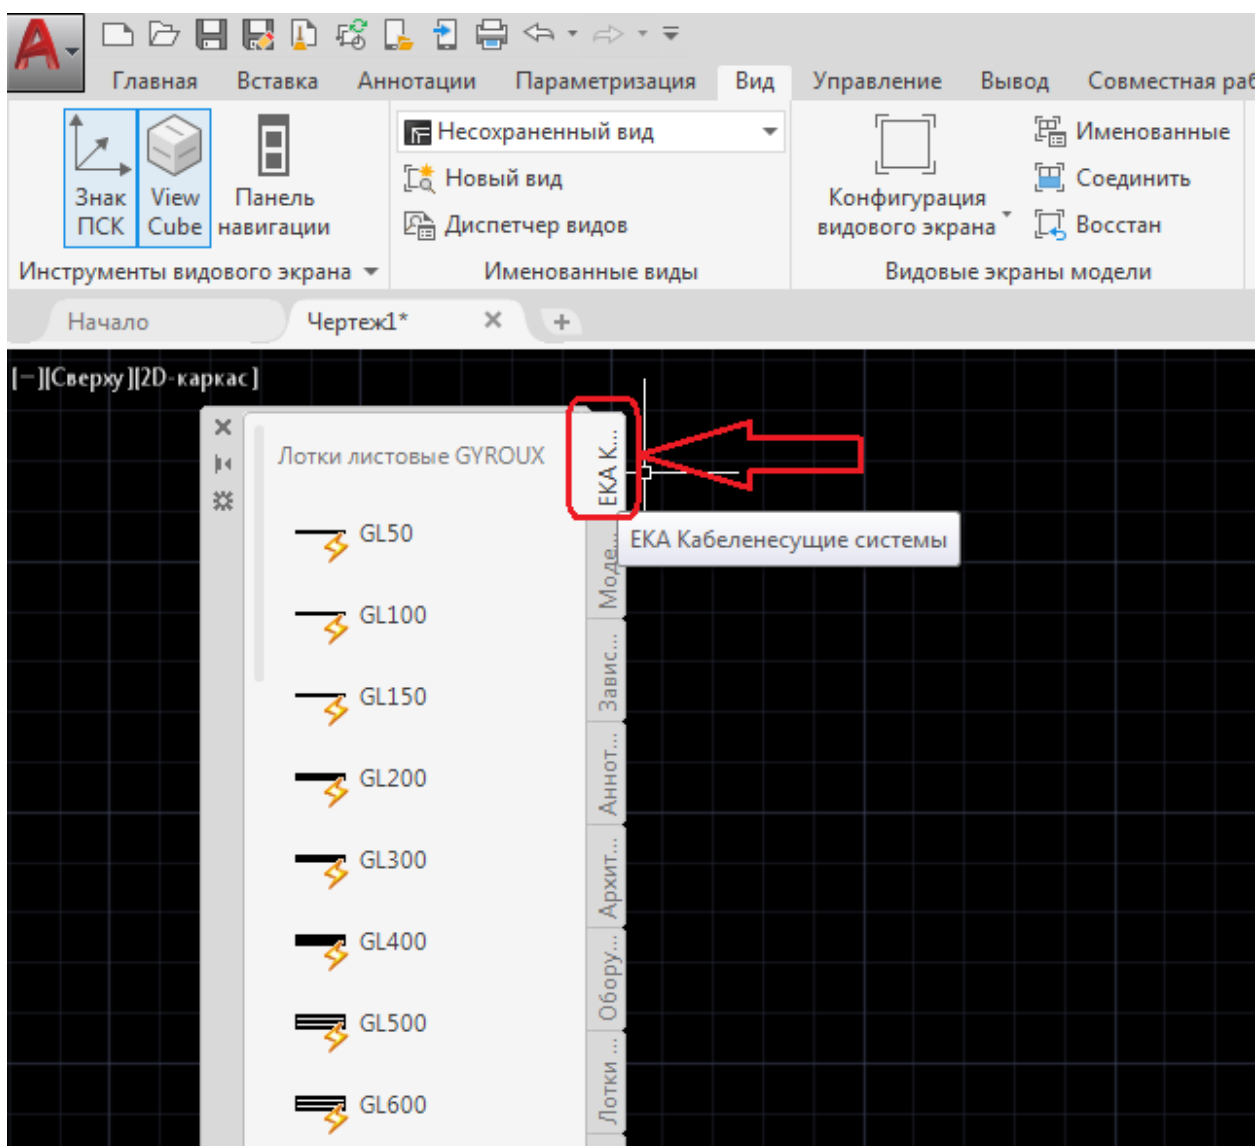 Главная Вставка Аннотации Параметризация Вид Управление Вывод Совместная раб
Знак ПСК
View Cube
Панель навигации
Инструменты видового экрана
Несохраненный вид
Новый вид
Диспетчер видов
Именованные виды
Конфигурация видового экрана
Именованные
Соединить
Восстан
Видовые экраны модели
Начало Чертеж1*
[−][Сверху][2D-каркас]
Лотки листовые GYROUX
GL50
GL100
GL150
GL200
GL300
GL400
GL500
GL600
EKA К...
EKA Кабеленесущие системы
Моде...
Завис...
Аннот...
Архит...
Обору...
Лотки ...